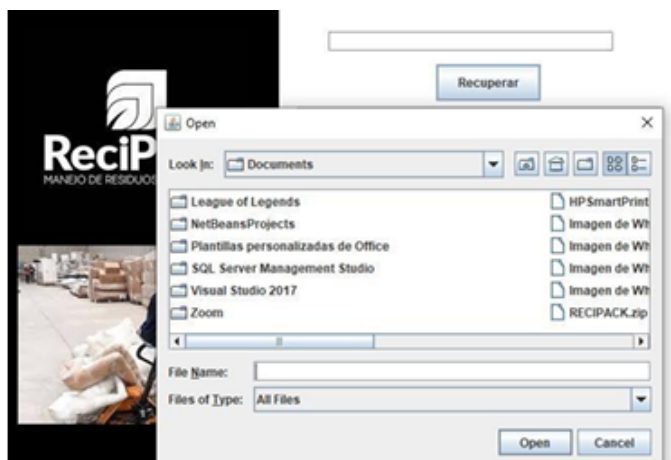 Recuperar
Open
ReciP
MANEJO DE RESIDUOS
Look In: Documents
League of Legends
NetBeansProjects
Plantillas personalizadas de Office
SQL Server Management Studio
Visual Studio 2017
Zoom
HPSmartPrint
Imagen de Wh
Imagen de Wh
Imagen de Wh
Imagen de Wh
RECIPACK.zip
File Name:
Files of Type: All Files
Open Cancel